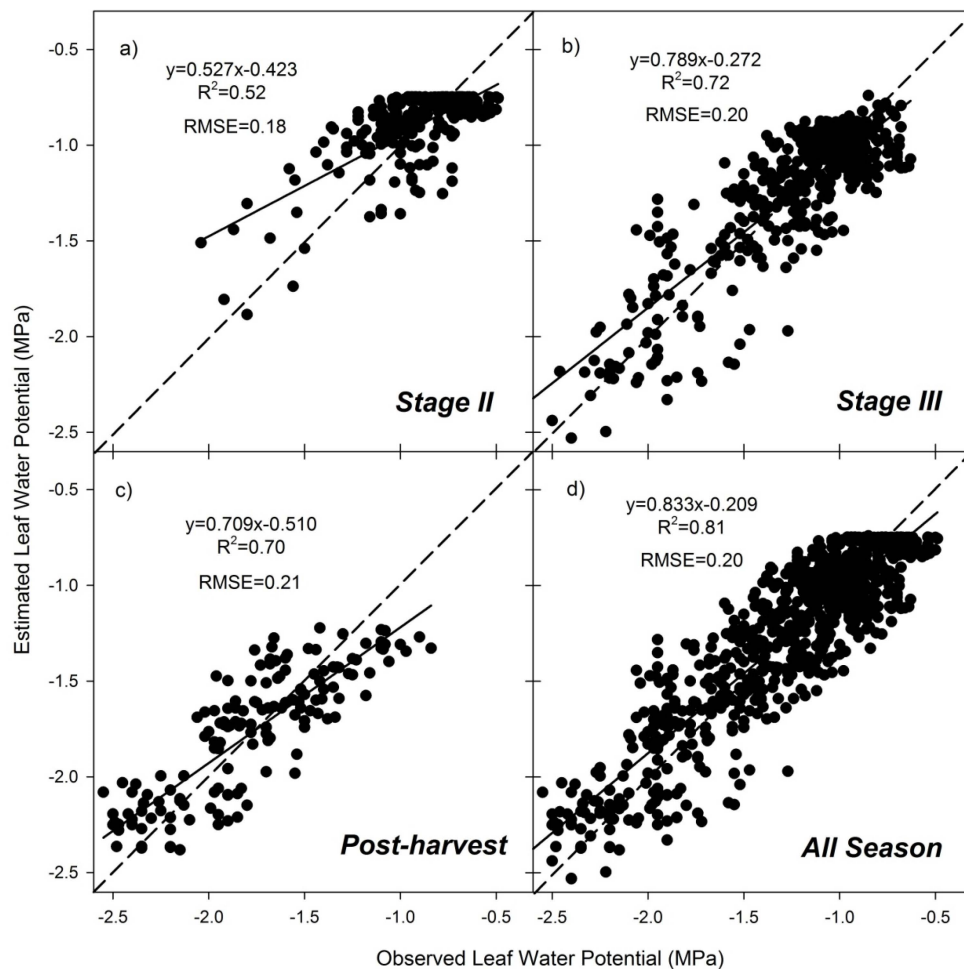 a)
y=0.527x-0.423
R²=0.52
RMSE=0.18
Stage II
b)
y=0.789x-0.272
R²=0.72
RMSE=0.20
Stage III
c)
y=0.709x-0.510
R²=0.70
RMSE=0.21
Post-harvest
d)
y=0.833x-0.209
R²=0.81
RMSE=0.20
All Season
-0.5
-1.0
-1.5
-2.0
-2.5
-0.5
-1.0
-1.5
-2.0
-2.5
-2.5 -2.0 -1.5 -1.0 -0.5 -2.5 -2.0 -1.5 -1.0 -0.5
Estimated Leaf Water Potential (MPa)
Observed Leaf Water Potential (MPa)